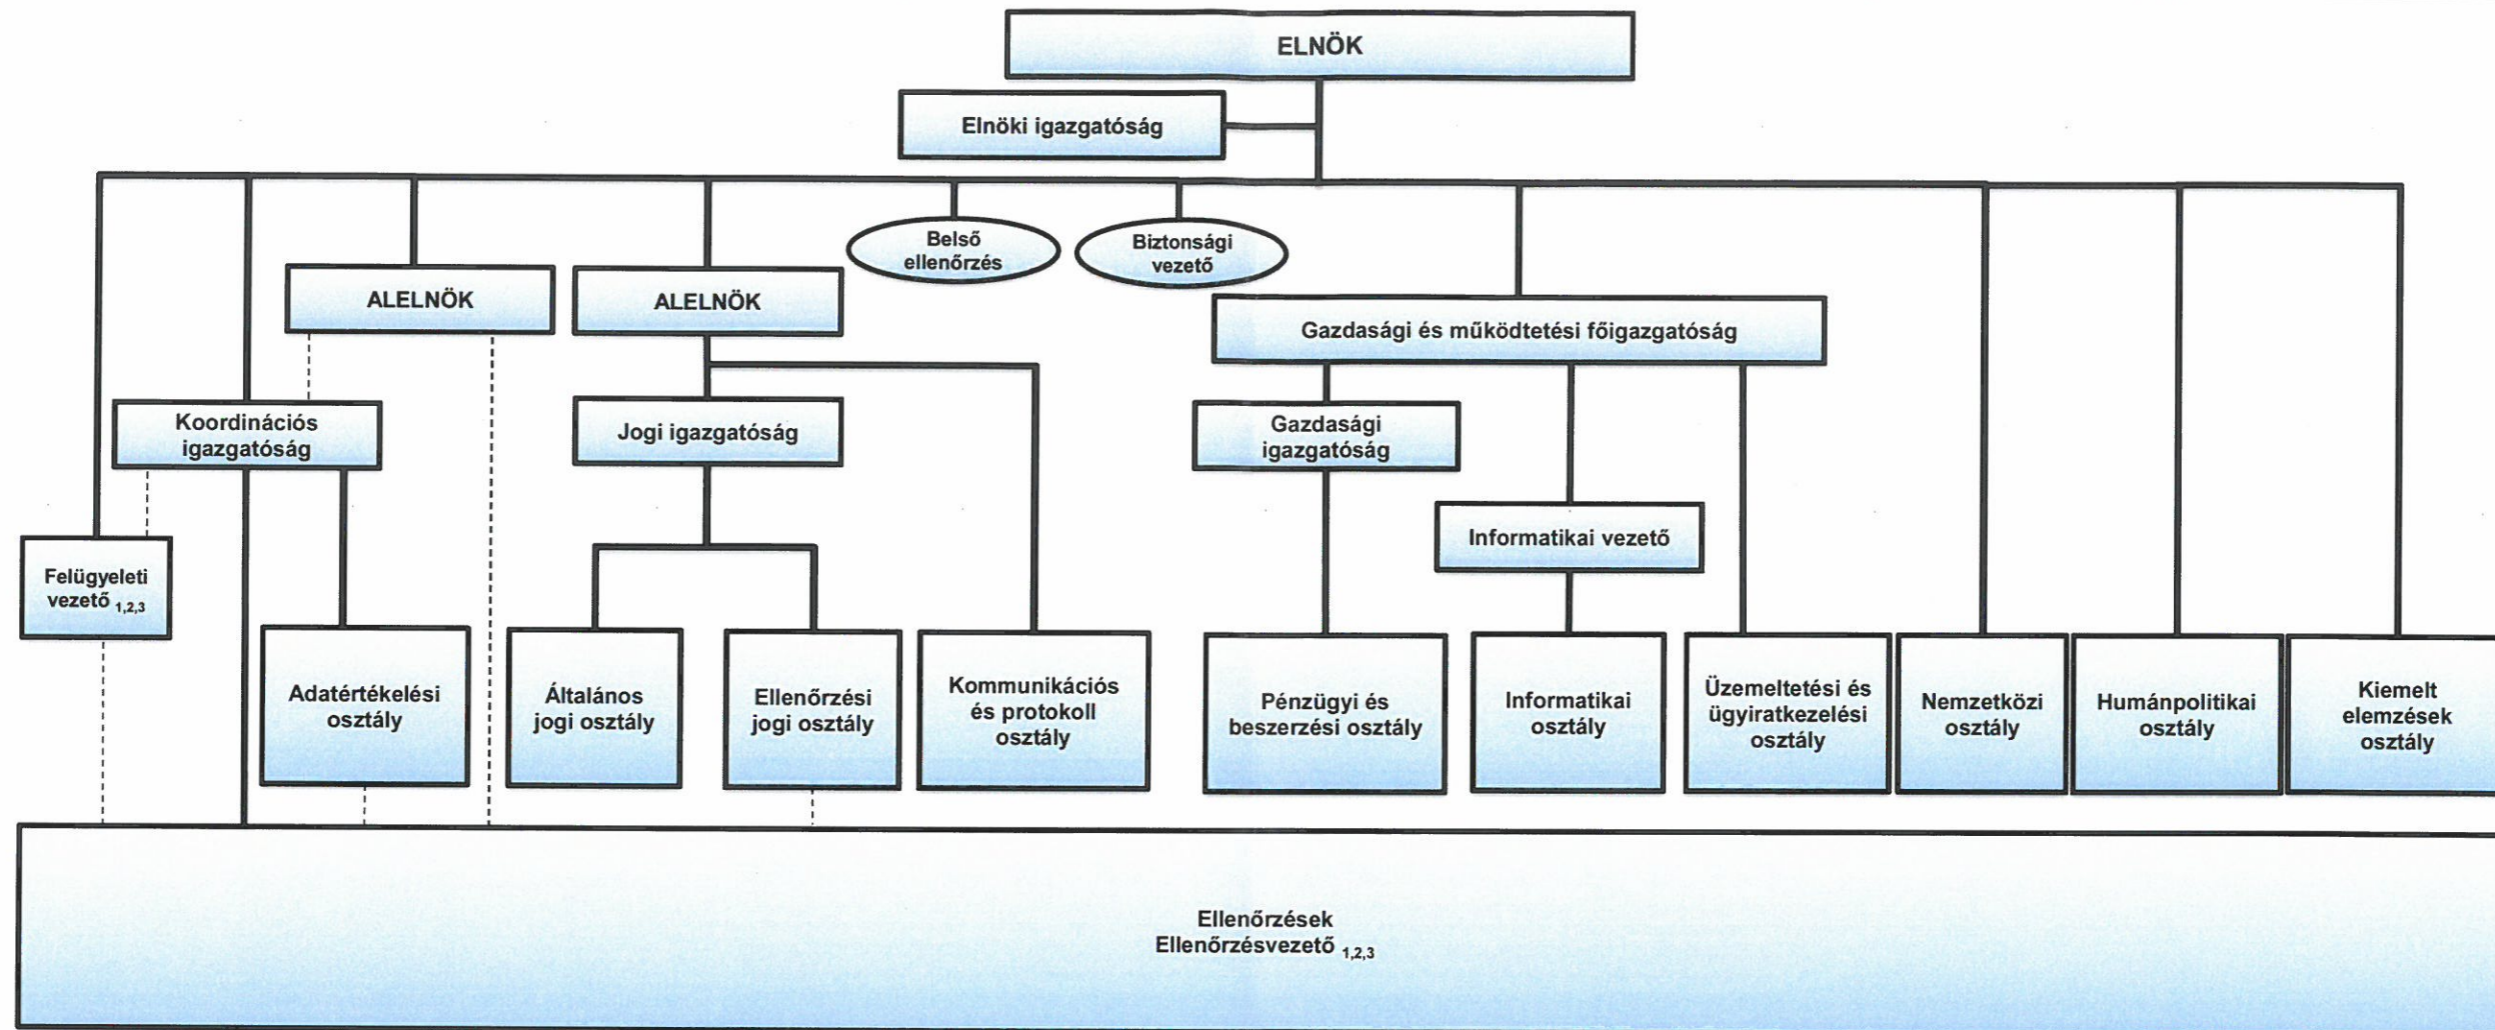 ELNÖK
Elnöki igazgatóság
Belső
ellenőrzés
Biztonsági
vezető
ALELNÖK
ALELNÖK
Gazdasági és működtetési főigazgatóság
Koordinációs
igazgatóság
Jogi igazgatóság
Gazdasági
igazgatóság
Informatikai vezető
Felügyeleti
vezető 1,2,3
Adatértékelési
osztály
Általános
jogi osztály
Ellenőrzési
jogi osztály
Kommunikációs
és protokoll
osztály
Pénzügyi és
beszerzési osztály
Informatikai
osztály
Üzemeltetési és
ügyiratkezelési
osztály
Nemzetközi
osztály
Humánpolitikai
osztály
Kiemelt
elemzések
osztály
Ellenőrzések
Ellenőrzésvezető 1,2,3